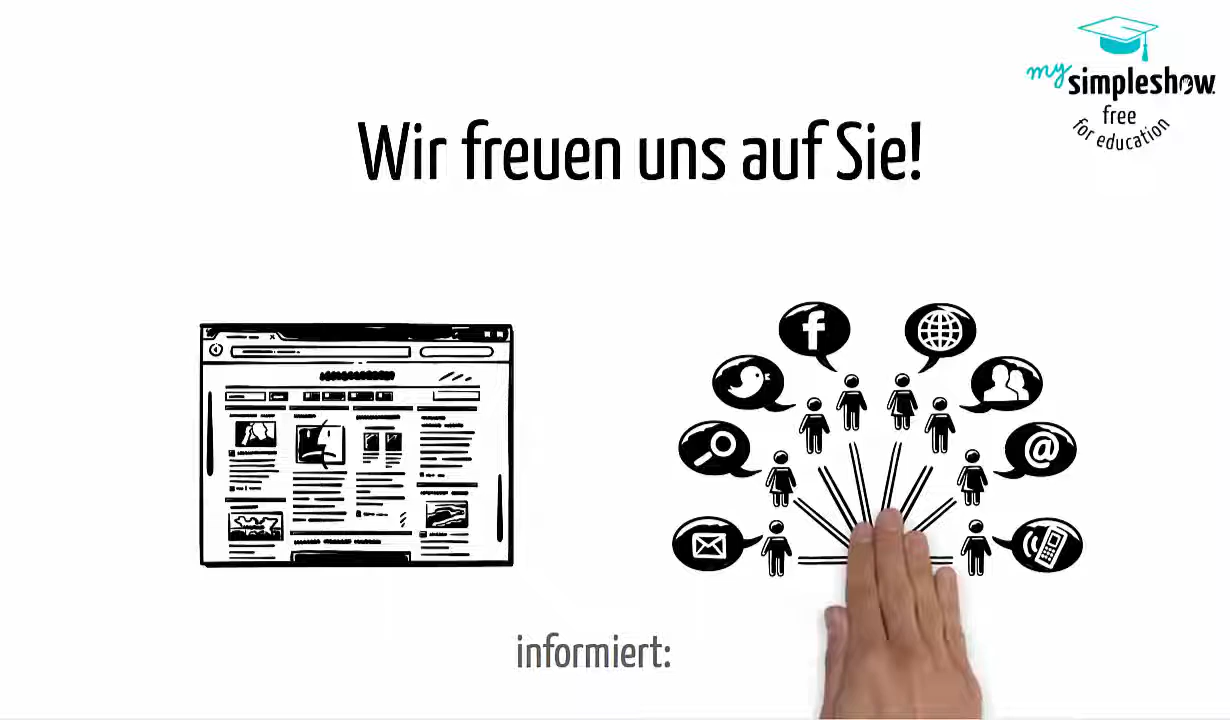 my
simpleshow
free
for education
Wir freuen uns auf Sie!
f
@
informiert: